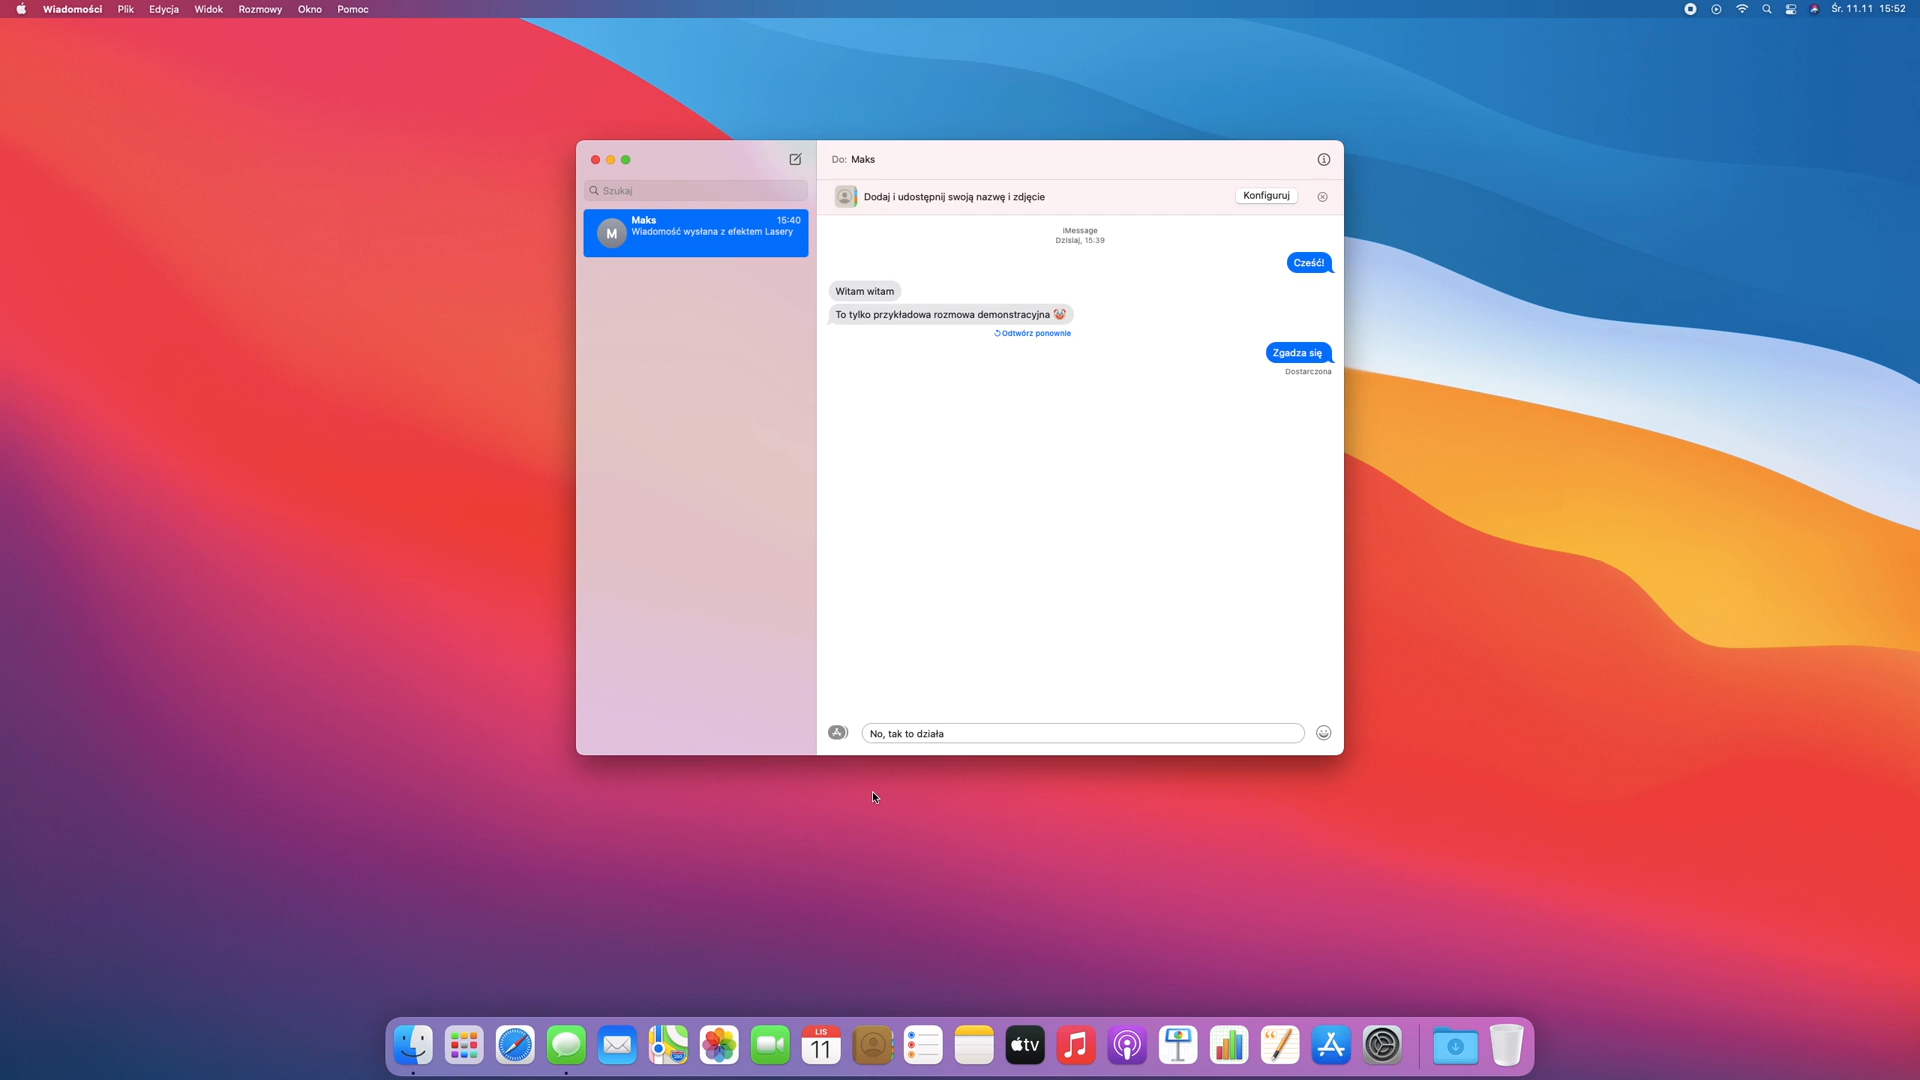 Wiadomości Plik Edycja Widok Rozmowy Okno Pomoc
Śr. 11.11 15:52
Szukaj
M
Maks 15:40
Wiadomość wysłana z efektem Lasery
Do: Maks
Dodaj i udostępnij swoją nazwę i zdjęcie
Konfiguruj
iMessage
Dzisiaj, 15:39
Cześć!
Witam witam
To tylko przykładowa rozmowa demonstracyjna 🤡
Odtwórz ponownie
Zgadza się
Dostarczona
No, tak to działa
LIS
11
tv